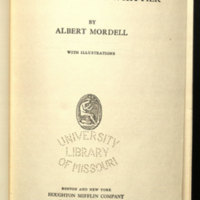 BY
ALBERT MORDELL
WITH ILLUSTRATIONS
UNIVERSITY
LIBRARY
OF MISSOURI
BOSTON AND NEW YORK
HOUGHTON MIFFLIN COMPANY